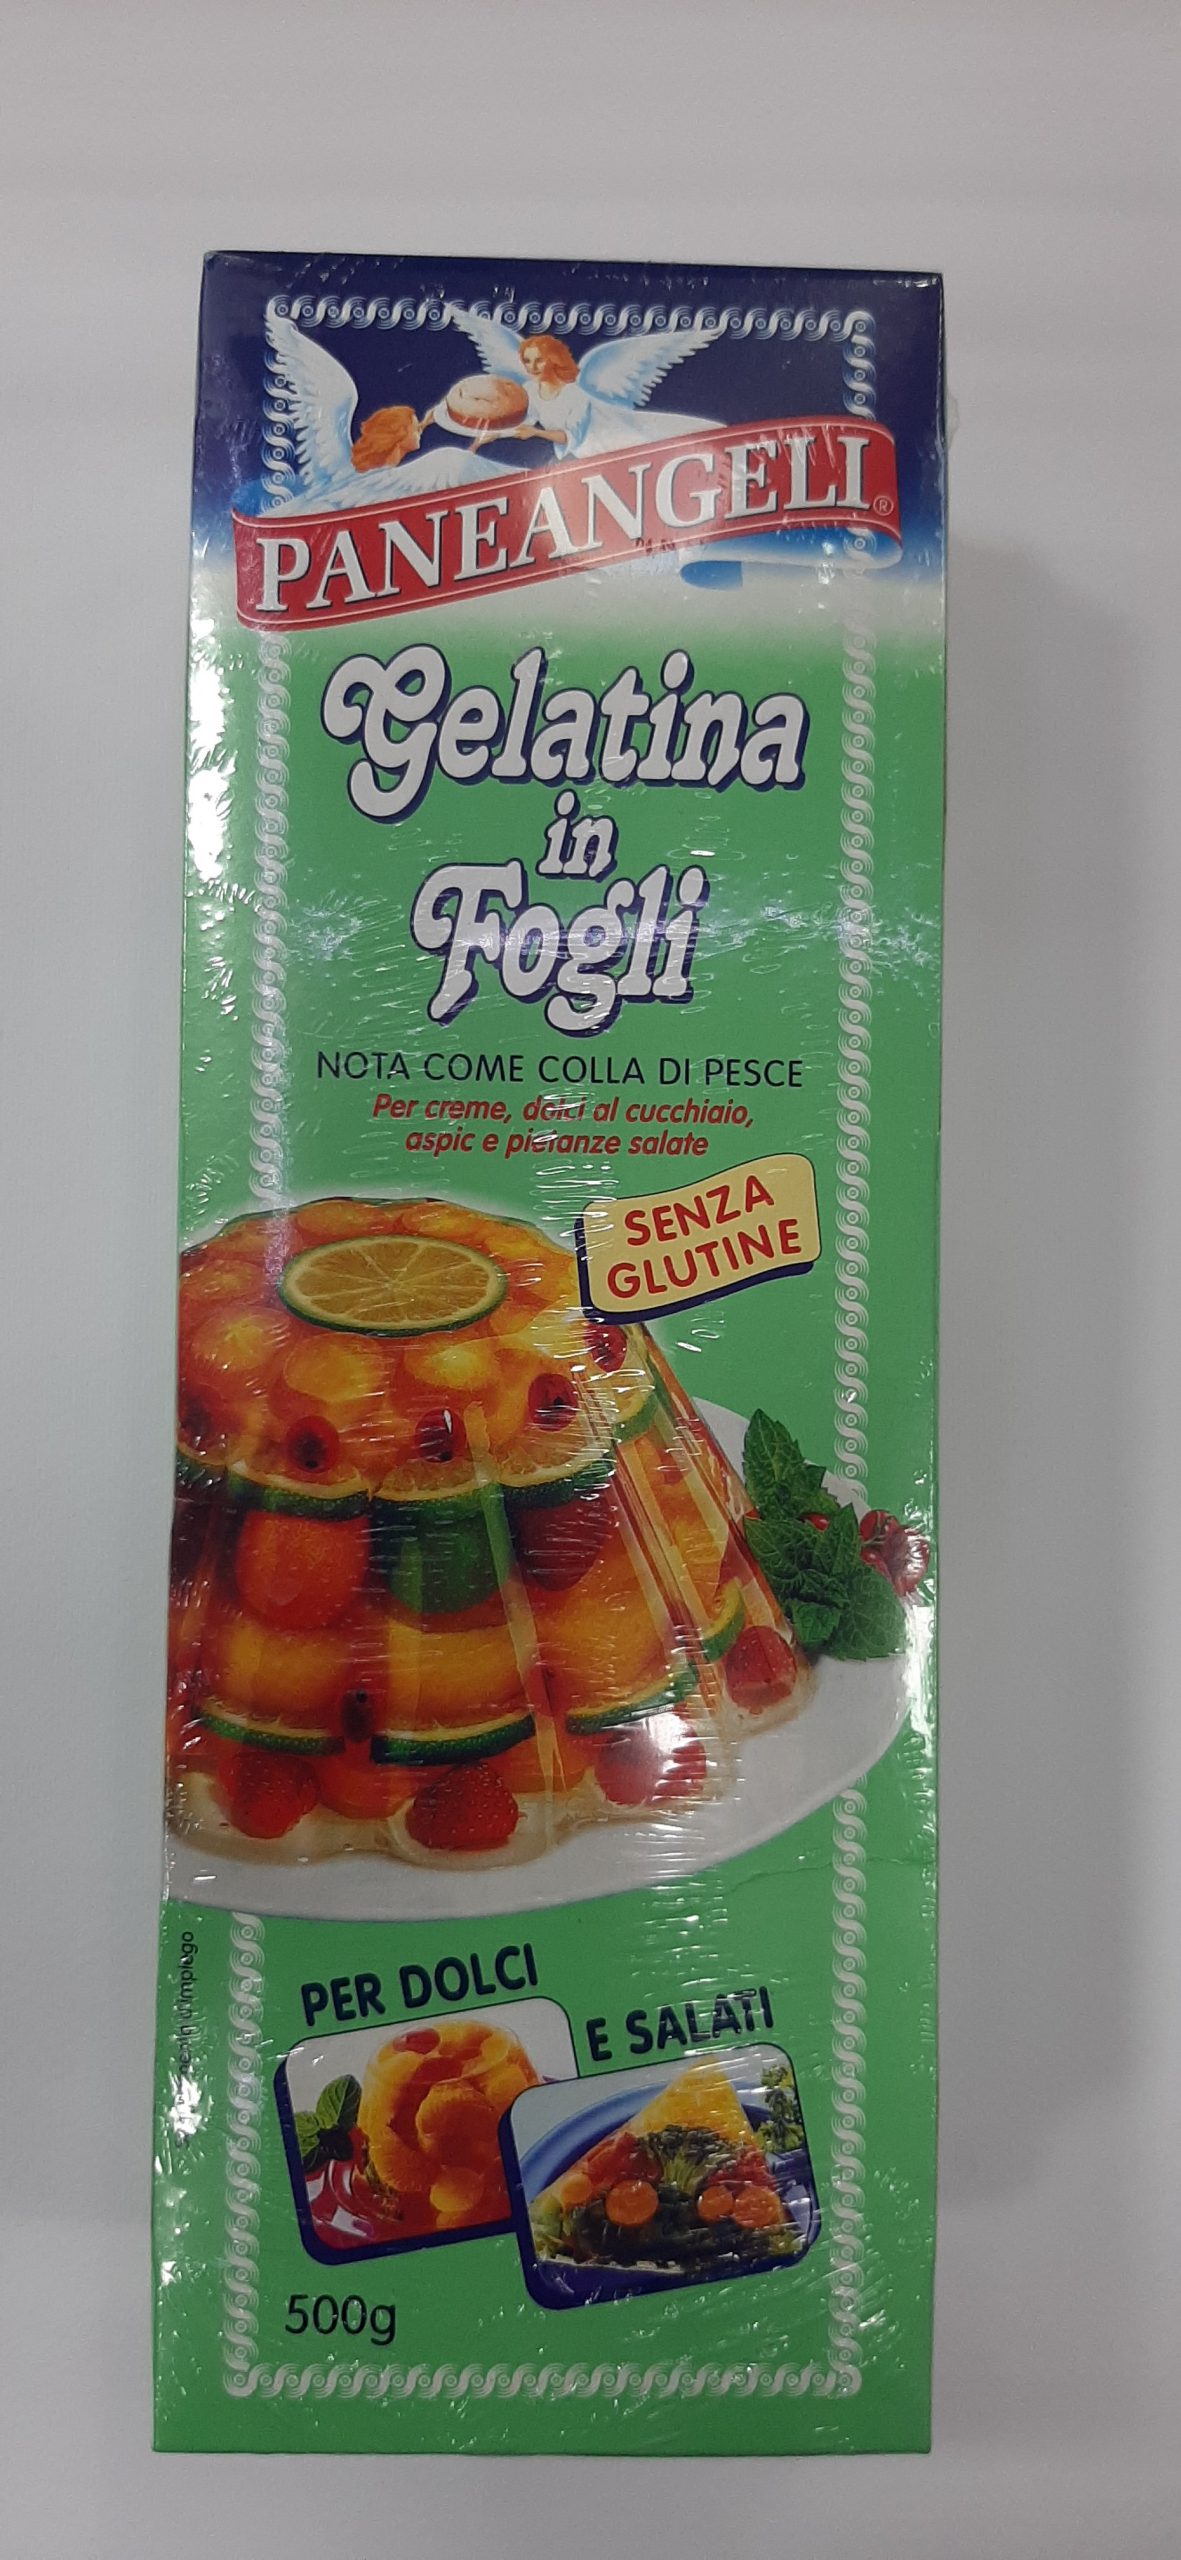 PANEANGELI®
Gelatina
in
Fogli
NOTA COME COLLA DI PESCE
Per creme, dolci al cucchiaio,
aspic e pietanze salate
SENZA
GLUTINE
PER DOLCI
E SALATI
500g